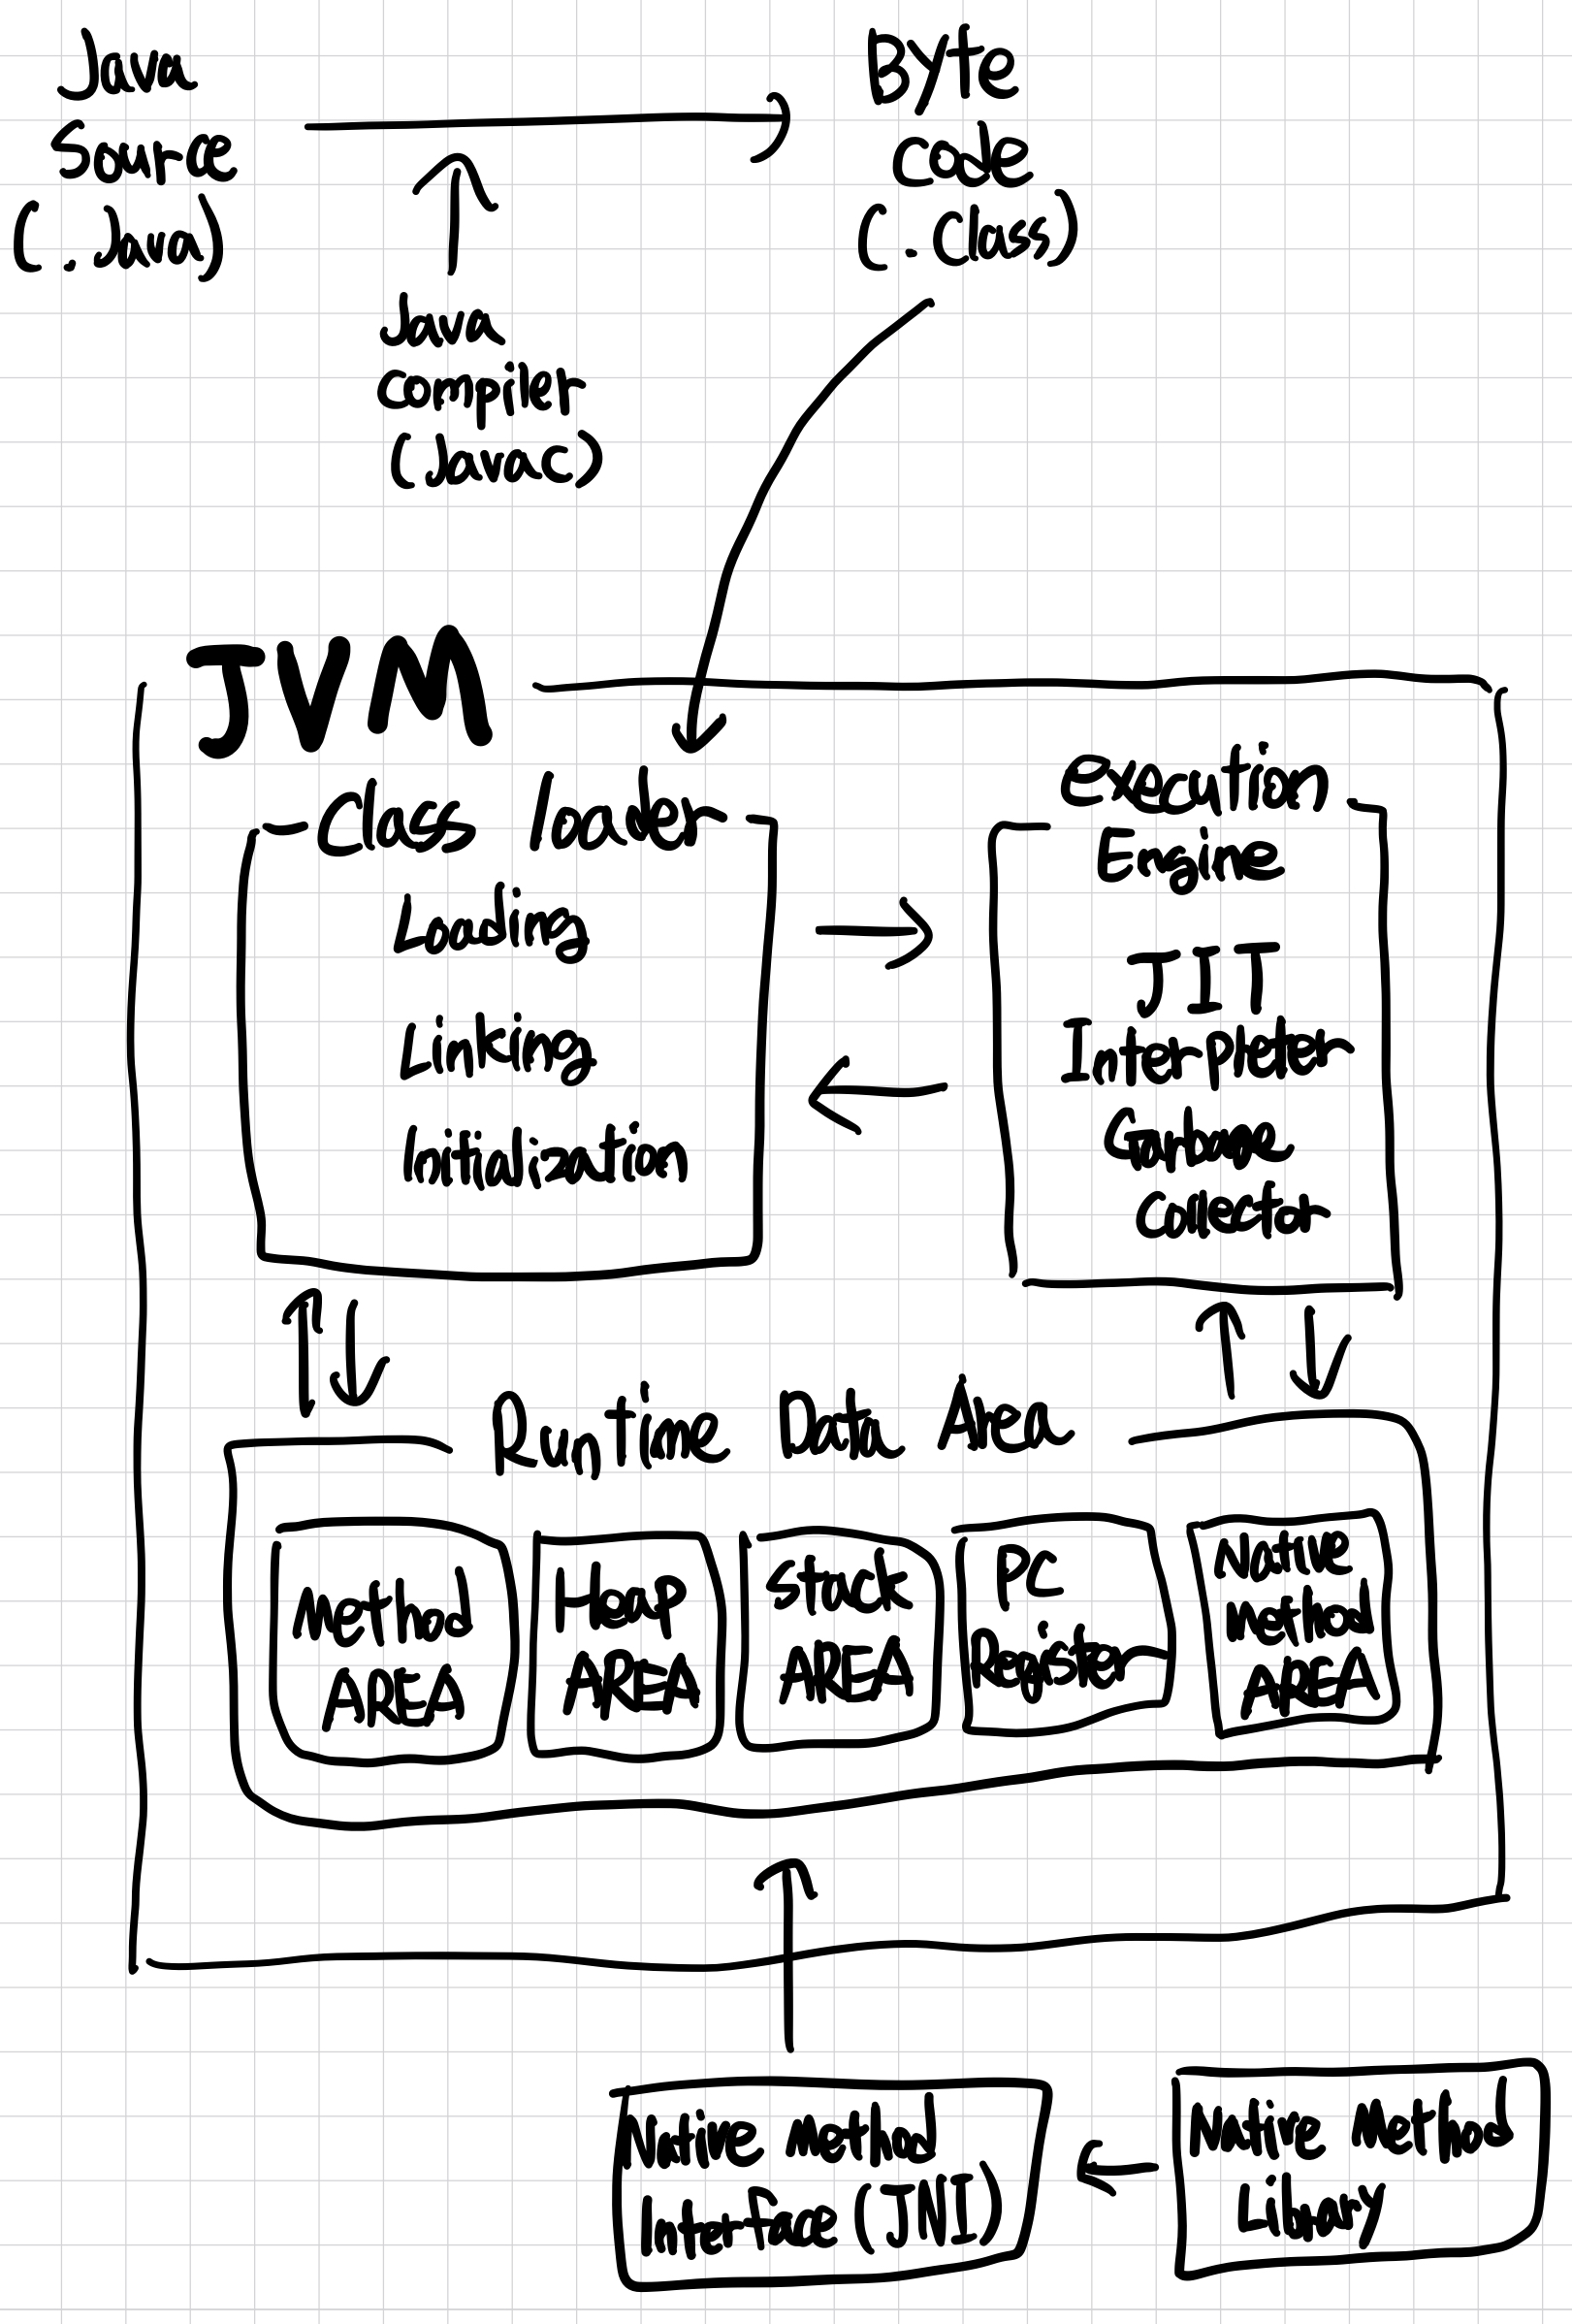 Java
Source
(.Java)
Byte
Code
(.Class)
Java
compiler
(Javac)
JVM
Class loader
Loading
Linking
Initialization
execution
Engine
JIT
Interpleter
Garbage
collector
Runtime Data Area
Method
AREA
Heap
AREA
stack
AREA
PC
Register
Native
method
AREA
Native Method
Interface (JNI)
Native Method
Library